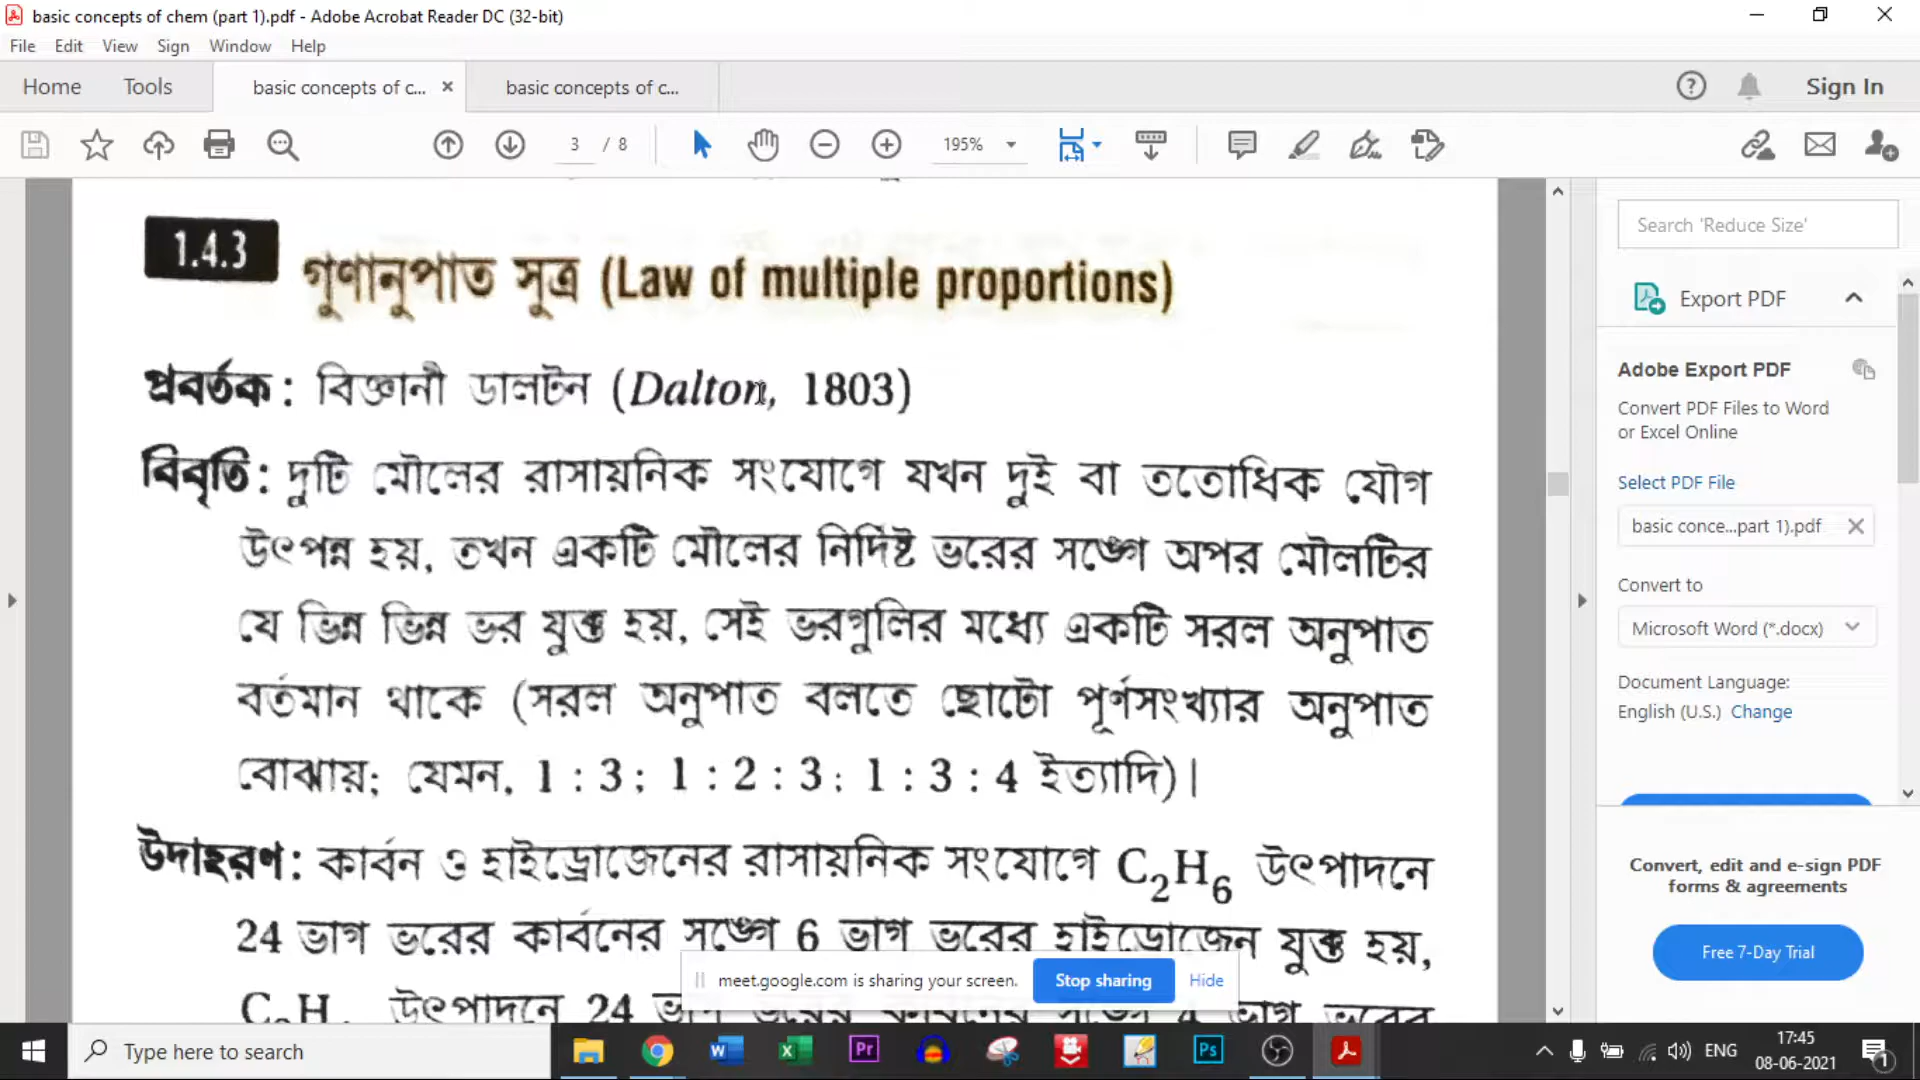 basic concepts of chem (part 1).pdf - Adobe Acrobat Reader DC (32-bit)
File Edit View Sign Window Help
Home Tools basic concepts of c... × basic concepts of c... Sign In
3 / 8 195%
1.4.3 গুণানুপাত সূত্র (Law of multiple proportions)
প্রবর্তক : বিজ্ঞানী ডালটন (Dalton, 1803)
বিবৃতি : দুটি মৌলের রাসায়নিক সংযোগে যখন দুই বা ততোধিক যৌগ
উৎপন্ন হয়, তখন একটি মৌলের নির্দিষ্ট ভরের সঙ্গে অপর মৌলটির
যে ভিন্ন ভিন্ন ভর যুক্ত হয়, সেই ভরগুলির মধ্যে একটি সরল অনুপাত
বর্তমান থাকে (সরল অনুপাত বলতে ছোটো পূর্ণসংখ্যার অনুপাত
বোঝায়; যেমন, 1 : 3; 1 : 2 : 3; 1 : 3 : 4 ইত্যাদি)।
উদাহরণ : কার্বন ও হাইড্রোজেনের রাসায়নিক সংযোগে C₂H₆ উৎপাদনে
24 ভাগ ভরের কার্বনের সঙ্গে 6 ভাগ ভরের হাইড্রোজেন যুক্ত হয়,
উৎপাদনে 24
Search 'Reduce Size'
Export PDF
Adobe Export PDF
Convert PDF Files to Word
or Excel Online
Select PDF File
basic conce...part 1).pdf
Convert to
Microsoft Word (*.docx)
Document Language:
English (U.S.) Change
Convert, edit and e-sign PDF
forms & agreements
Free 7-Day Trial
meet.google.com is sharing your screen. Stop sharing Hide
Type here to search
ENG 17:45
08-06-2021
1